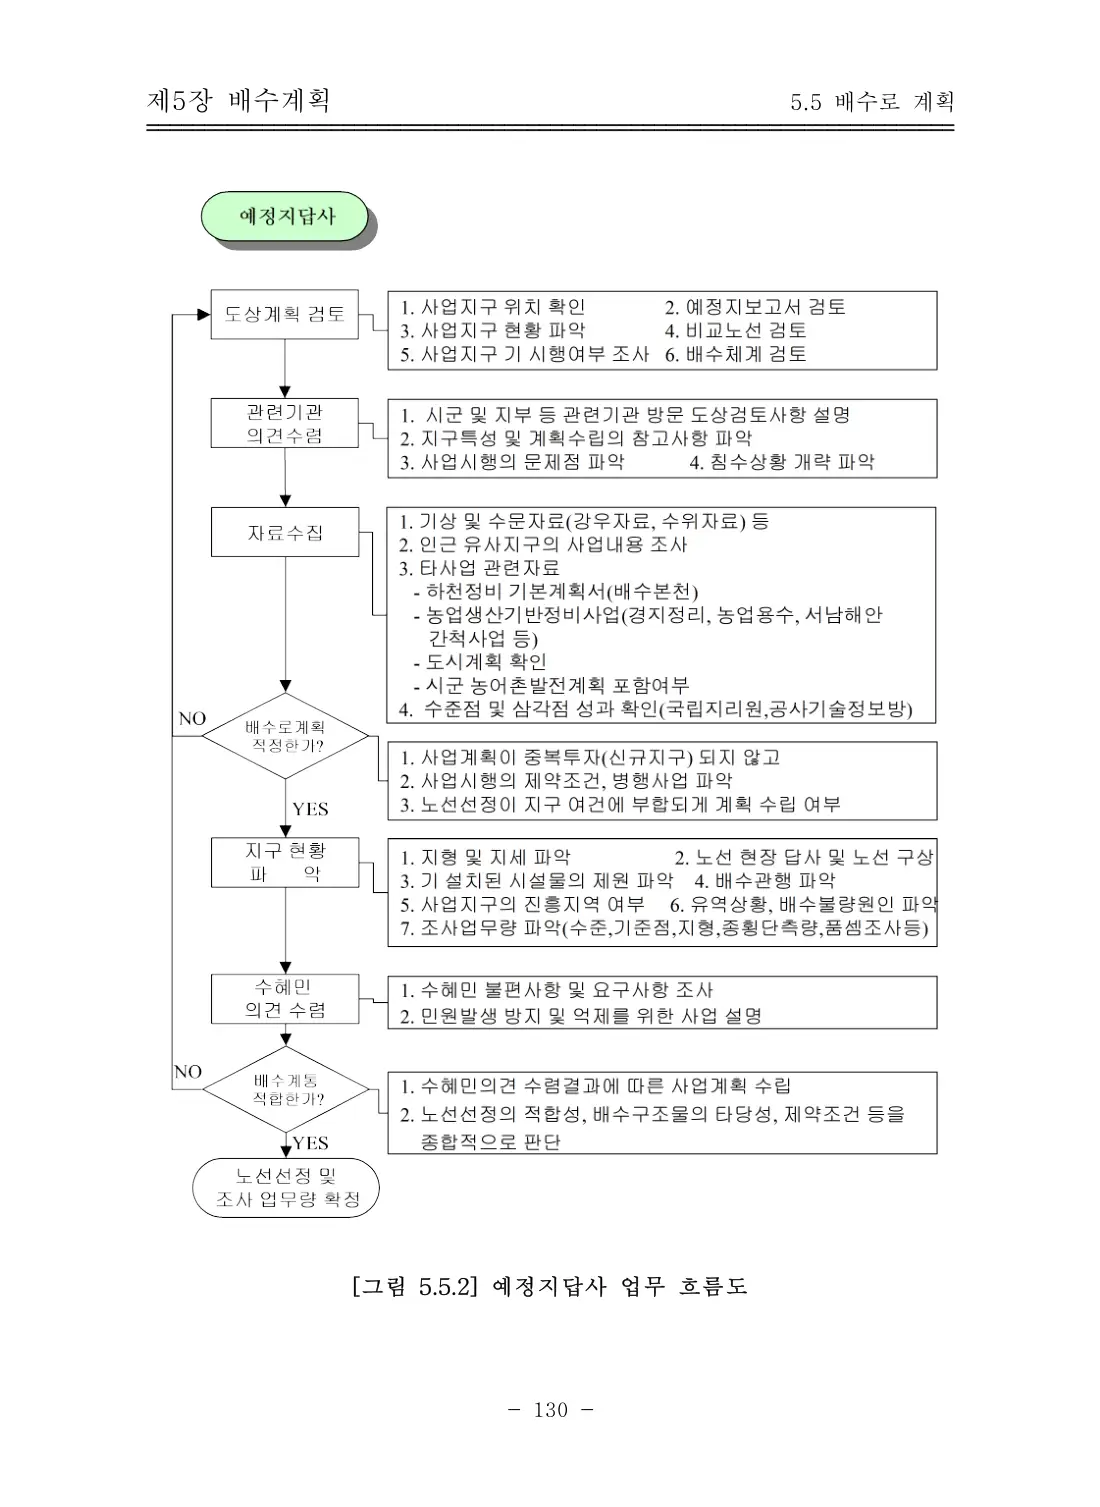 제5장 배수계획
5.5 배수로 계획
예정지답사
도상계획 검토
1. 사업지구 위치 확인 2. 예정지보고서 검토
3. 사업지구 현황 파악 4. 비교노선 검토
5. 사업지구 기 시행여부 조사 6. 배수체계 검토
관련기관
의견수렴
1. 시군 및 지부 등 관련기관 방문 도상검토사항 설명
2. 지구특성 및 계획수립의 참고사항 파악
3. 사업시행의 문제점 파악 4. 침수상황 개략 파악
자료수집
1. 기상 및 수문자료(강우자료, 수위자료) 등
2. 인근 유사지구의 사업내용 조사
3. 타사업 관련자료
- 하천정비 기본계획서(배수본천)
- 농업생산기반정비사업(경지정리, 농업용수, 서남해안
간척사업 등)
- 도시계획 확인
- 시군 농어촌발전계획 포함여부
4. 수준점 및 삼각점 성과 확인(국립지리원,공사기술정보방)
NO
배수로계획
적정한가?
1. 사업계획이 중복투자(신규지구) 되지 않고
2. 사업시행의 제약조건, 병행사업 파악
3. 노선선정이 지구 여건에 부합되게 계획 수립 여부
YES
지구 현황
파 악
1. 지형 및 지세 파악 2. 노선 현장 답사 및 노선 구상
3. 기 설치된 시설물의 제원 파악 4. 배수관행 파악
5. 사업지구의 진흥지역 여부 6. 유역상황, 배수불량원인 파악
7. 조사업무량 파악(수준,기준점,지형,종횡단측량,품셈조사등)
수혜민
의견 수렴
1. 수혜민 불편사항 및 요구사항 조사
2. 민원발생 방지 및 억제를 위한 사업 설명
NO
배수계통
적합한가?
1. 수혜민의견 수렴결과에 따른 사업계획 수립
2. 노선선정의 적합성, 배수구조물의 타당성, 제약조건 등을
종합적으로 판단
YES
노선선정 및
조사 업무량 확정
[그림 5.5.2] 예정지답사 업무 흐름도
- 130 -